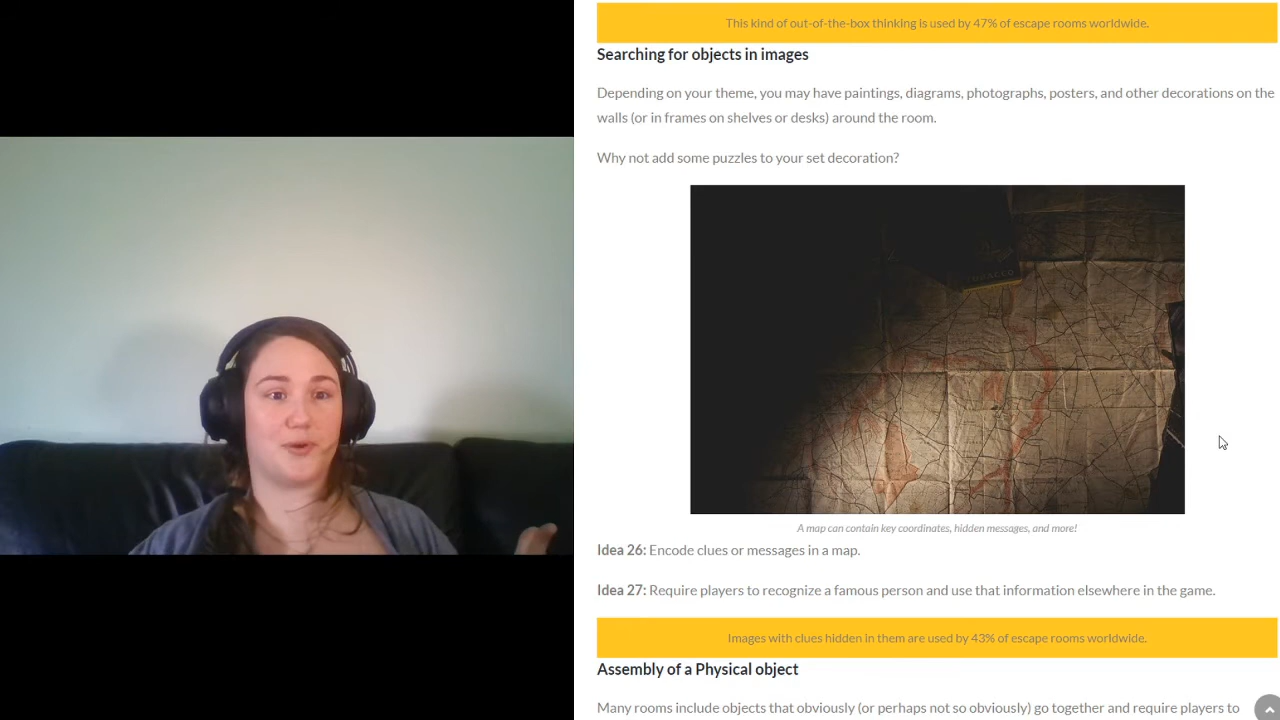 This kind of out-of-the-box thinking is used by 47% of escape rooms worldwide.
Searching for objects in images
Depending on your theme, you may have paintings, diagrams, photographs, posters, and other decorations on the
walls (or in frames on shelves or desks) around the room.
Why not add some puzzles to your set decoration?
TOBACCO
A map can contain key coordinates, hidden messages, and more!
Idea 26: Encode clues or messages in a map.
Idea 27: Require players to recognize a famous person and use that information elsewhere in the game.
Images with clues hidden in them are used by 43% of escape rooms worldwide.
Assembly of a Physical object
Many rooms include objects that obviously (or perhaps not so obviously) go together and require players to